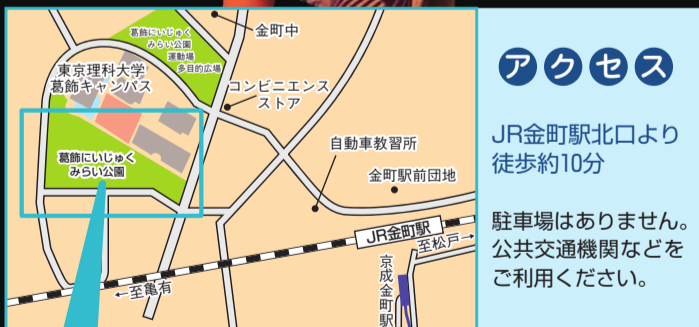 金町中
葛飾にいじゅく
みらい公園
運動場
多目的広場
東京理科大学
葛飾キャンパス
コンビニエンス
ストア
葛飾にいじゅく
みらい公園
自動車教習所
金町駅前団地
JR金町駅
至松戸→
←至亀有
京成金町駅
アクセス
JR金町駅北口より
徒歩約10分
駐車場はありません。
公共交通機関などを
ご利用ください。